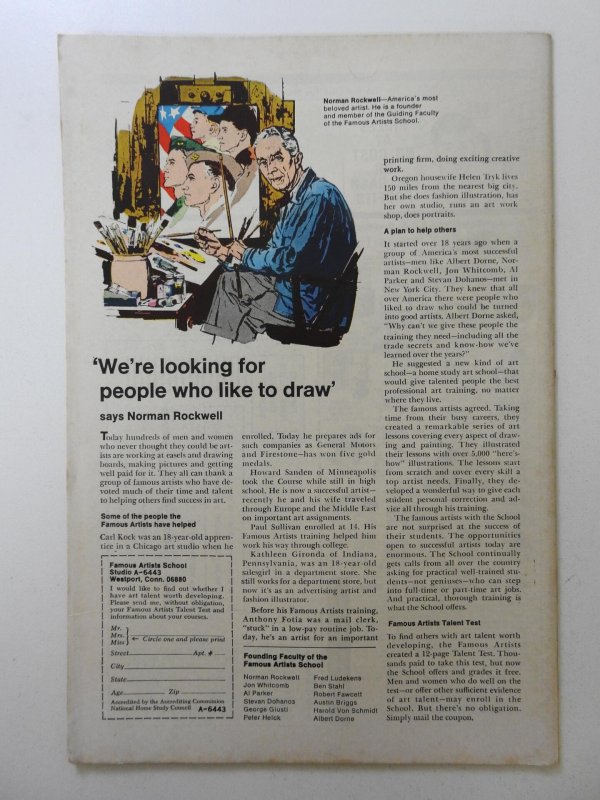 Norman Rockwell—America's most
beloved artist. He is a founder
and member of the Guiding Faculty
of the Famous Artists School.
'We're looking for
people who like to draw'
says Norman Rockwell
Today hundreds of men and women
who never thought they could be art-
ists are working at easels and drawing
boards, making pictures and getting
well paid for it. They all can thank a
group of famous artists who have de-
voted much of their time and talent
to helping others find success in art.
Some of the people the
Famous Artists have helped
Carl Kock was an 18-year-old appren-
tice in a Chicago art studio when he
enrolled. Today he prepares ads for
such companies as General Motors
and Firestone—has won five gold
medals.
Howard Sanden of Minneapolis
took the Course while still in high
school. He is now a successful artist—
recently he and his wife traveled
through Europe and the Middle East
on important art assignments.
Paul Sullivan enrolled at 14. His
Famous Artists training helped him
work his way through college.
Kathleen Gironda of Indiana,
Pennsylvania, was an 18-year-old
salesgirl in a department store. She
still works for a department store, but
now it's as an advertising artist and
fashion illustrator.
Before his Famous Artists training,
Anthony Fotia was a mail clerk,
"stuck" in a low-pay routine job. To-
day, he's an artist for an important
printing firm, doing exciting creative
work.
Oregon housewife Helen Tryk lives
150 miles from the nearest big city.
But she does fashion illustration, has
her own studio, runs an art work
shop, does portraits.
A plan to help others
It started over 18 years ago when a
group of America's most successful
artists—men like Albert Dorne, Nor-
man Rockwell, Jon Whitcomb, Al
Parker and Stevan Dohanos—met in
New York City. They knew that all
over America there were people who
liked to draw who could be turned
into good artists. Albert Dorne asked,
"Why can't we give these people the
training they need—including all the
trade secrets and know-how we've
learned over the years?"
He suggested a new kind of art
school—a home study art school—that
would give talented people the best
professional art training, no matter
where they live.
The famous artists agreed. Taking
time from their busy careers, they
created a remarkable series of art
lessons covering every aspect of draw-
ing and painting. They illustrated
their lessons with over 5,000 "here's-
how" illustrations. The lessons start
from scratch and cover every skill a
top artist needs. Finally, they de-
veloped a wonderful way to give each
student personal correction and ad-
vice all through his training.
The famous artists with the School
are not surprised at the success of
their students. The opportunities
open to successful artists today are
enormous. The School continually
gets calls from all over the country
asking for practical well-trained stu-
dents—not geniuses—who can step
into full-time or part-time art jobs.
And practical, thorough training is
what the School offers.
Famous Artists Talent Test
To find others with art talent worth
developing, the Famous Artists
created a 12-page Talent Test. Thou-
sands paid to take this test, but now
the School offers and grades it free.
Men and women who do well on the
test—or offer other sufficient evidence
of art talent—may enroll in the
School. But there's no obligation.
Simply mail the coupon.
Famous Artists School
Studio A-6443
Westport, Conn. 06880
I would like to find out whether I
have art talent worth developing.
Please send me, without obligation,
your Famous Artists Talent Test and
information about your courses.
Mr.
Mrs. Circle one and please print
Miss
Street Apt. #
City
State
Age Zip
Accredited by the Accrediting Commission
National Home Study Council A-6443
Founding Faculty of the
Famous Artists School
Norman Rockwell
Jon Whitcomb
Al Parker
Stevan Dohanos
George Giusti
Peter Helck
Fred Ludekens
Ben Stahl
Robert Fawcett
Austin Briggs
Harold Von Schmidt
Albert Dorne